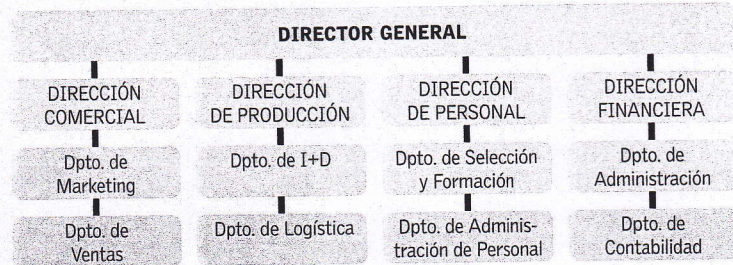 DIRECTOR GENERAL
DIRECCIÓN
COMERCIAL
DIRECCIÓN
DE PRODUCCIÓN
DIRECCIÓN
DE PERSONAL
DIRECCIÓN
FINANCIERA
Dpto. de
Marketing
Dpto. de I+D
Dpto. de Selección
y Formación
Dpto. de
Administración
Dpto. de
Ventas
Dpto. de Logística
Dpto. de Adminis-
tración de Personal
Dpto. de
Contabilidad